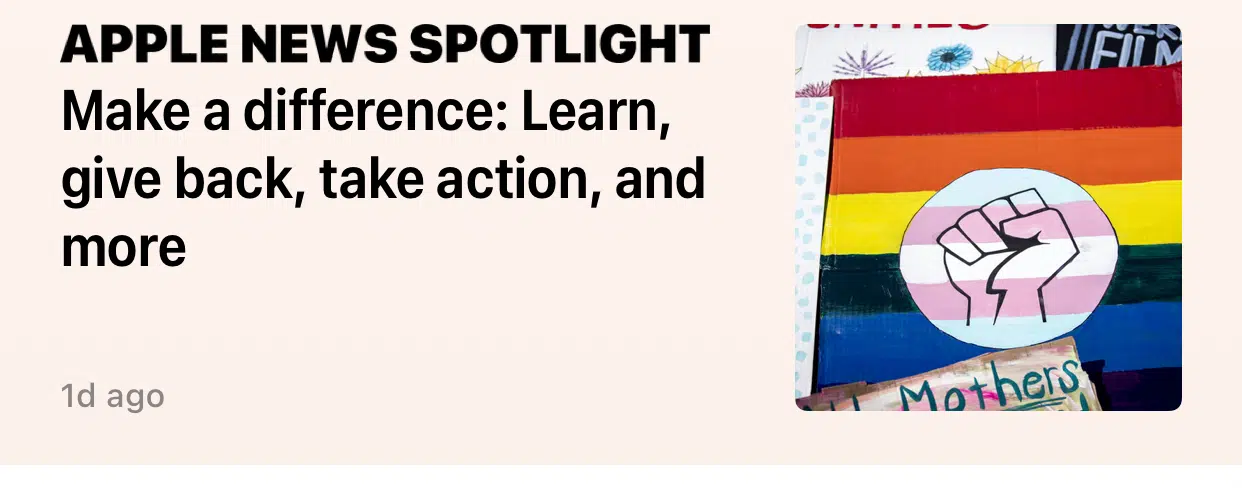 APPLE NEWS SPOTLIGHT
Make a difference: Learn,
give back, take action, and
more
1d ago
FILM
Mothers